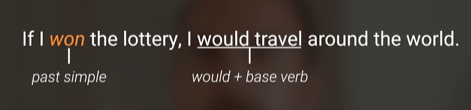 If I won the lottery, I would travel around the world.
past simple would + base verb